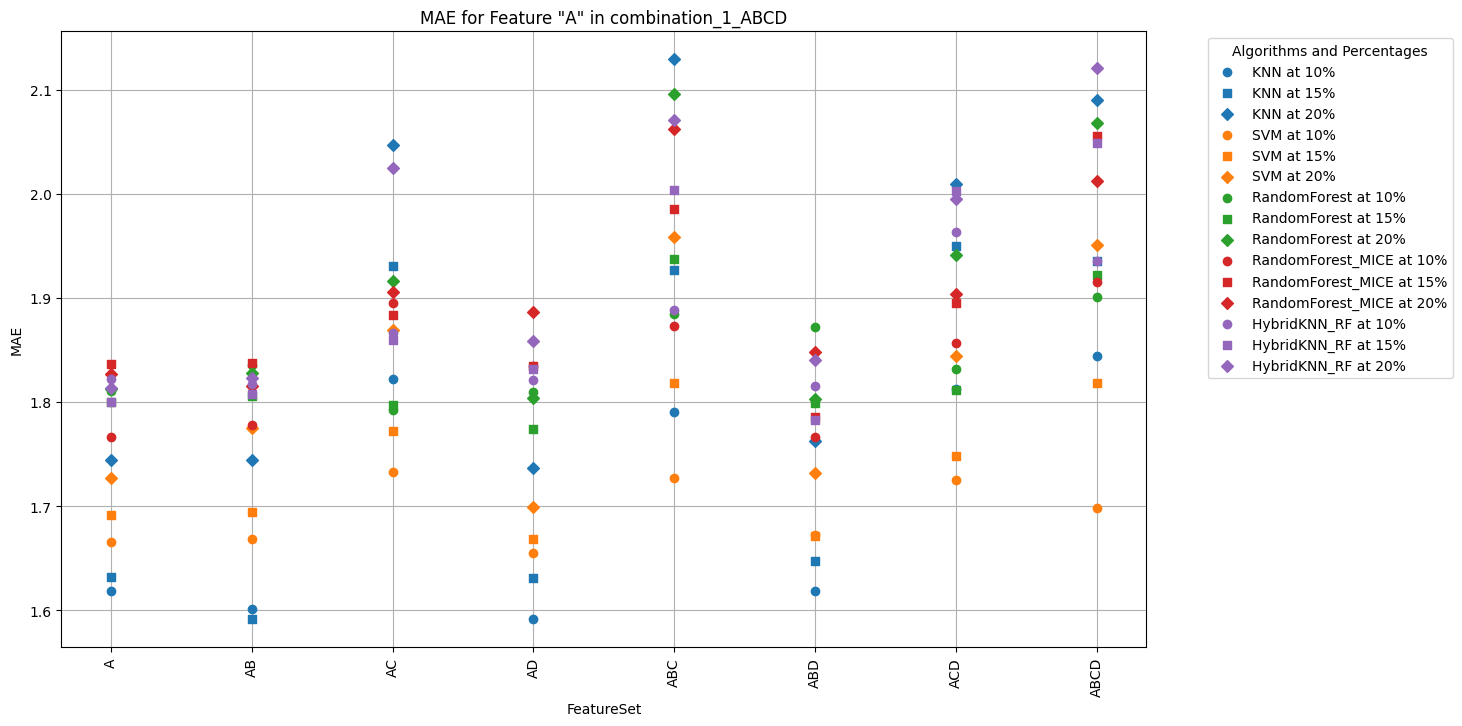 MAE for Feature "A" in combination_1_ABCD
MAE
2.1
2.0
1.9
1.8
1.7
1.6
A
AB
AC
AD
ABC
ABD
ACD
ABCD
FeatureSet
Algorithms and Percentages
KNN at 10%
KNN at 15%
KNN at 20%
SVM at 10%
SVM at 15%
SVM at 20%
RandomForest at 10%
RandomForest at 15%
RandomForest at 20%
RandomForest_MICE at 10%
RandomForest_MICE at 15%
RandomForest_MICE at 20%
HybridKNN_RF at 10%
HybridKNN_RF at 15%
HybridKNN_RF at 20%